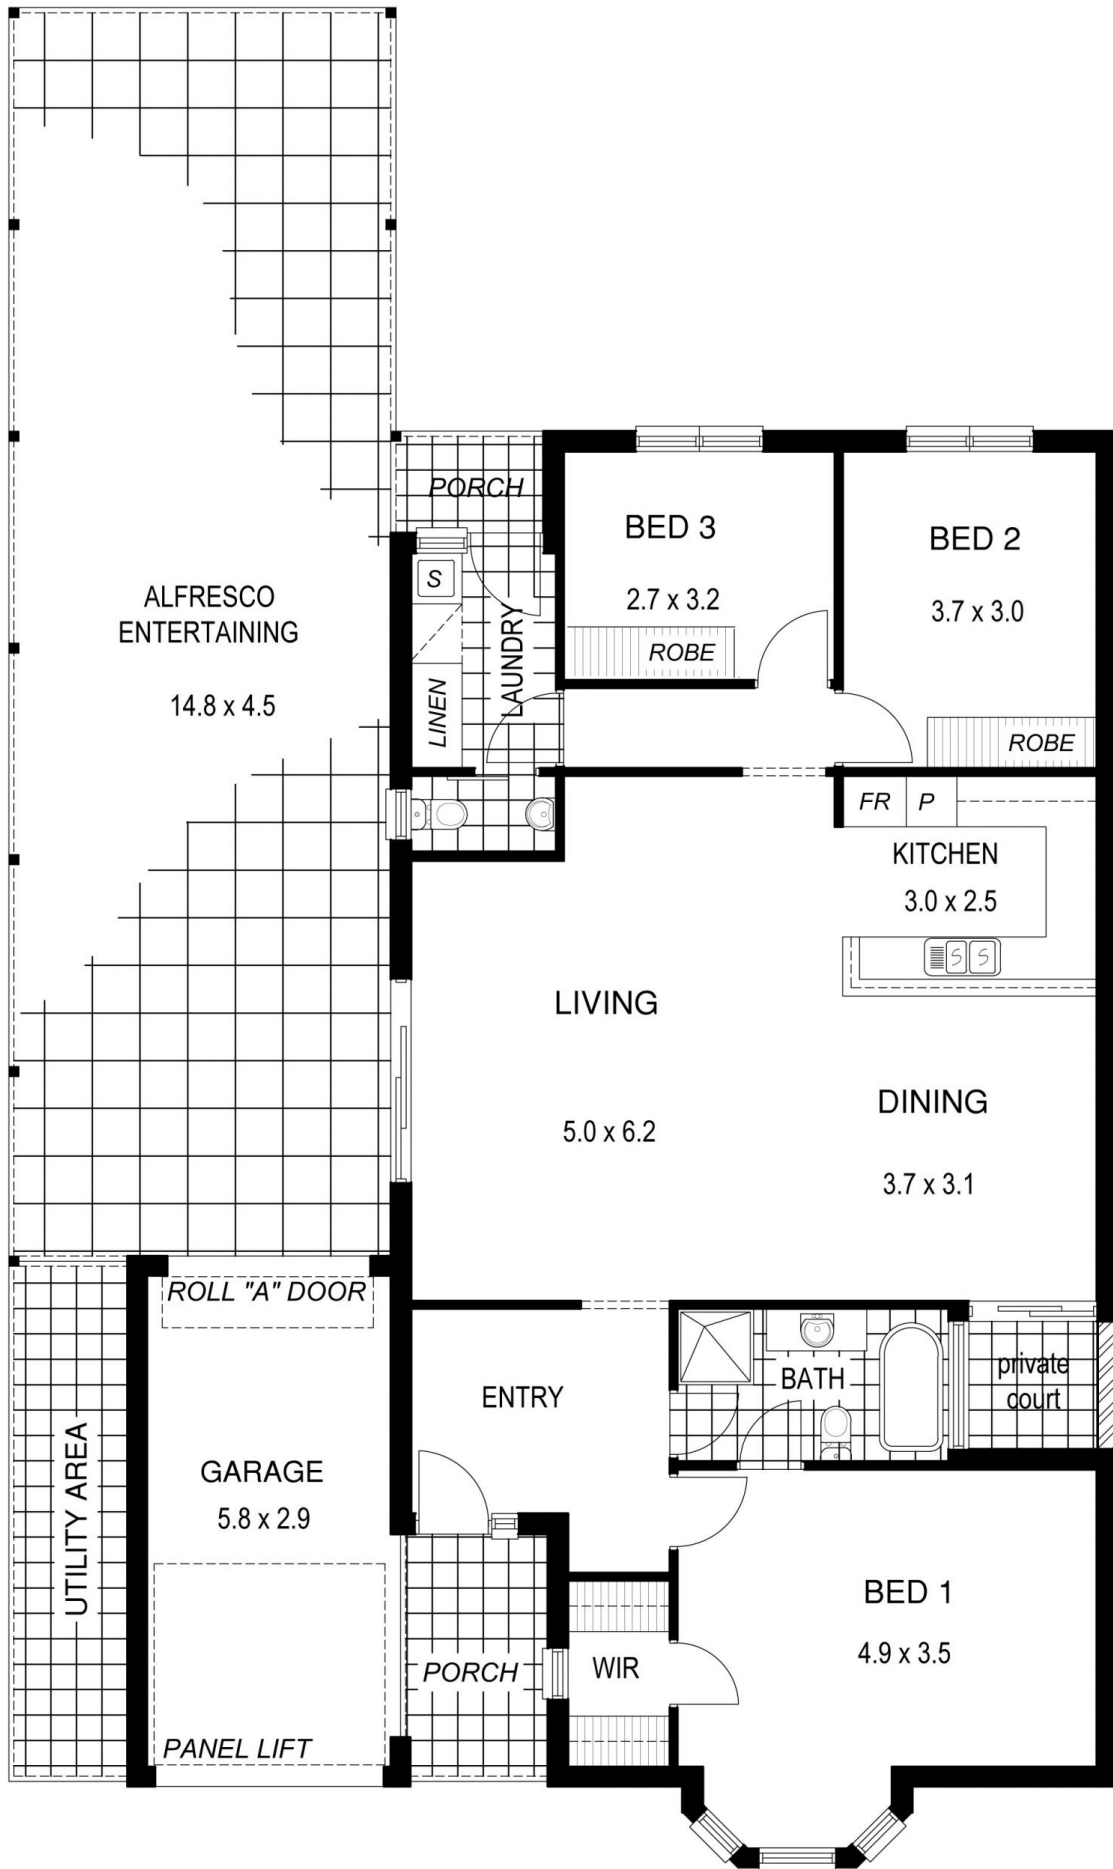 PORCH
BED 3
2.7 x 3.2
ROBE
BED 2
3.7 x 3.0
ROBE
S
LAUNDRY
LINEN
ALFRESCO
ENTERTAINING
14.8 x 4.5
FR P
KITCHEN
3.0 x 2.5
S S
LIVING
5.0 x 6.2
DINING
3.7 x 3.1
ROLL "A" DOOR
ENTRY
BATH
private
court
GARAGE
5.8 x 2.9
UTILITY AREA
BED 1
4.9 x 3.5
WIR
PORCH
PANEL LIFT